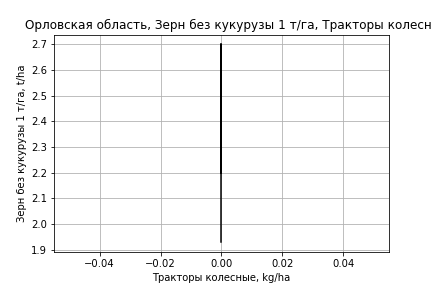 Орловская область, Зерн без кукурузы 1 т/га, Тракторы колесн
2.7
2.6
2.5
2.4
2.3
2.2
2.1
2.0
1.9
Зерн без кукурузы 1 т/га, t/ha
−0.04 −0.02 0.00 0.02 0.04
Тракторы колесные, kg/ha